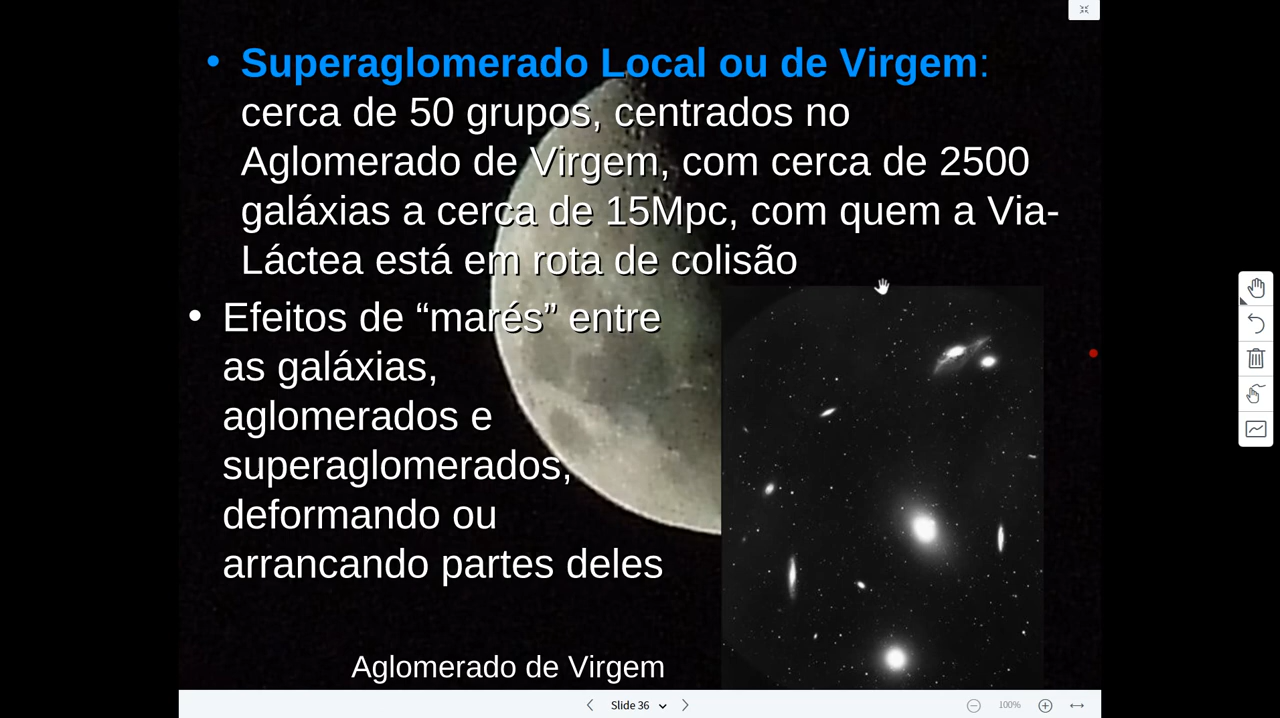 • Superaglomerado Local ou de Virgem:
cerca de 50 grupos, centrados no
Aglomerado de Virgem, com cerca de 2500
galáxias a cerca de 15Mpc, com quem a Via-
Láctea está em rota de colisão
• Efeitos de “marés” entre
as galáxias,
aglomerados e
superaglomerados,
deformando ou
arrancando partes deles
Aglomerado de Virgem
Slide 36
100%